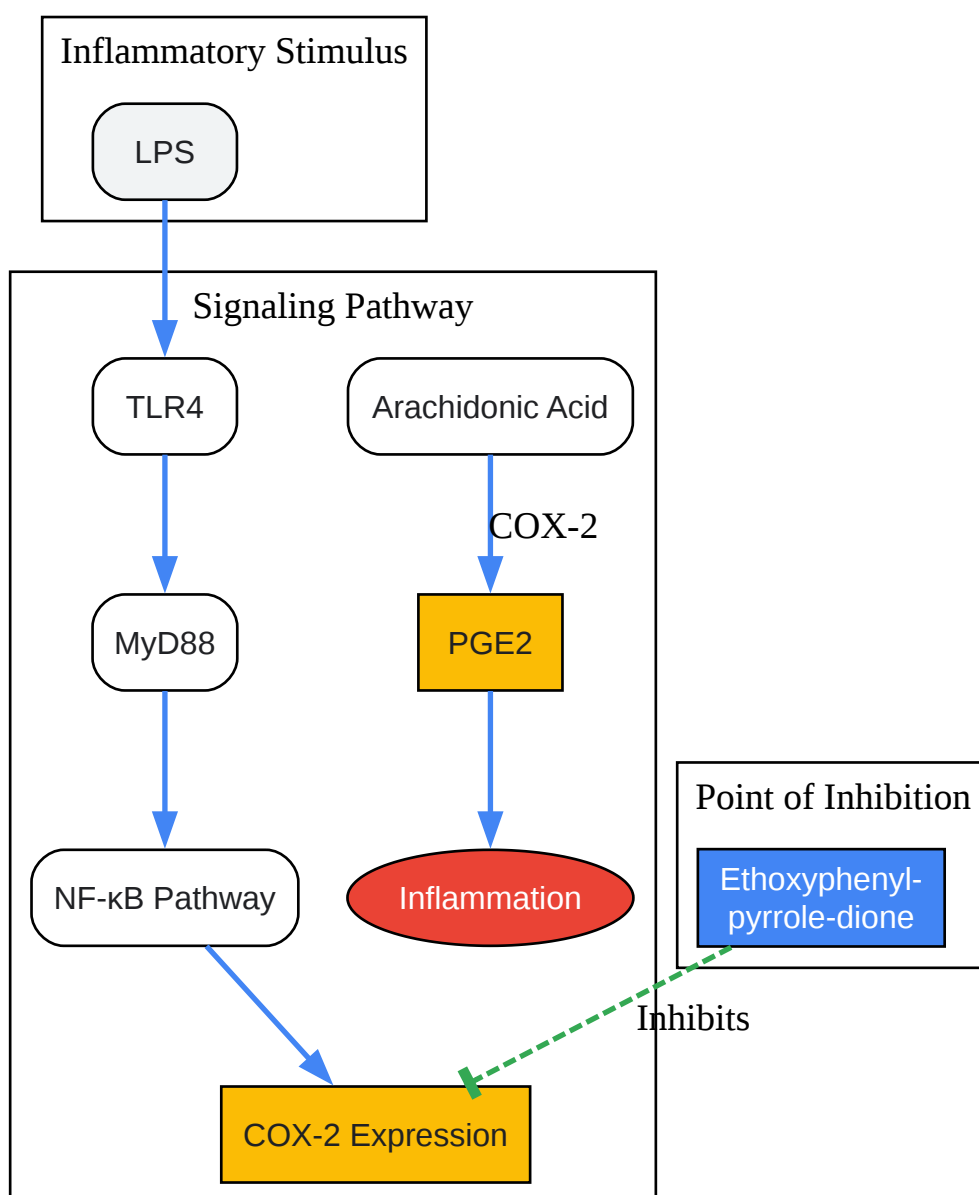 Inflammatory Stimulus
LPS
Signaling Pathway
TLR4
Arachidonic Acid
COX-2
MyD88
PGE2
Point of Inhibition
NF-κB Pathway
Inflammation
Ethoxyphenyl-
pyrrole-dione
Inhibits
COX-2 Expression